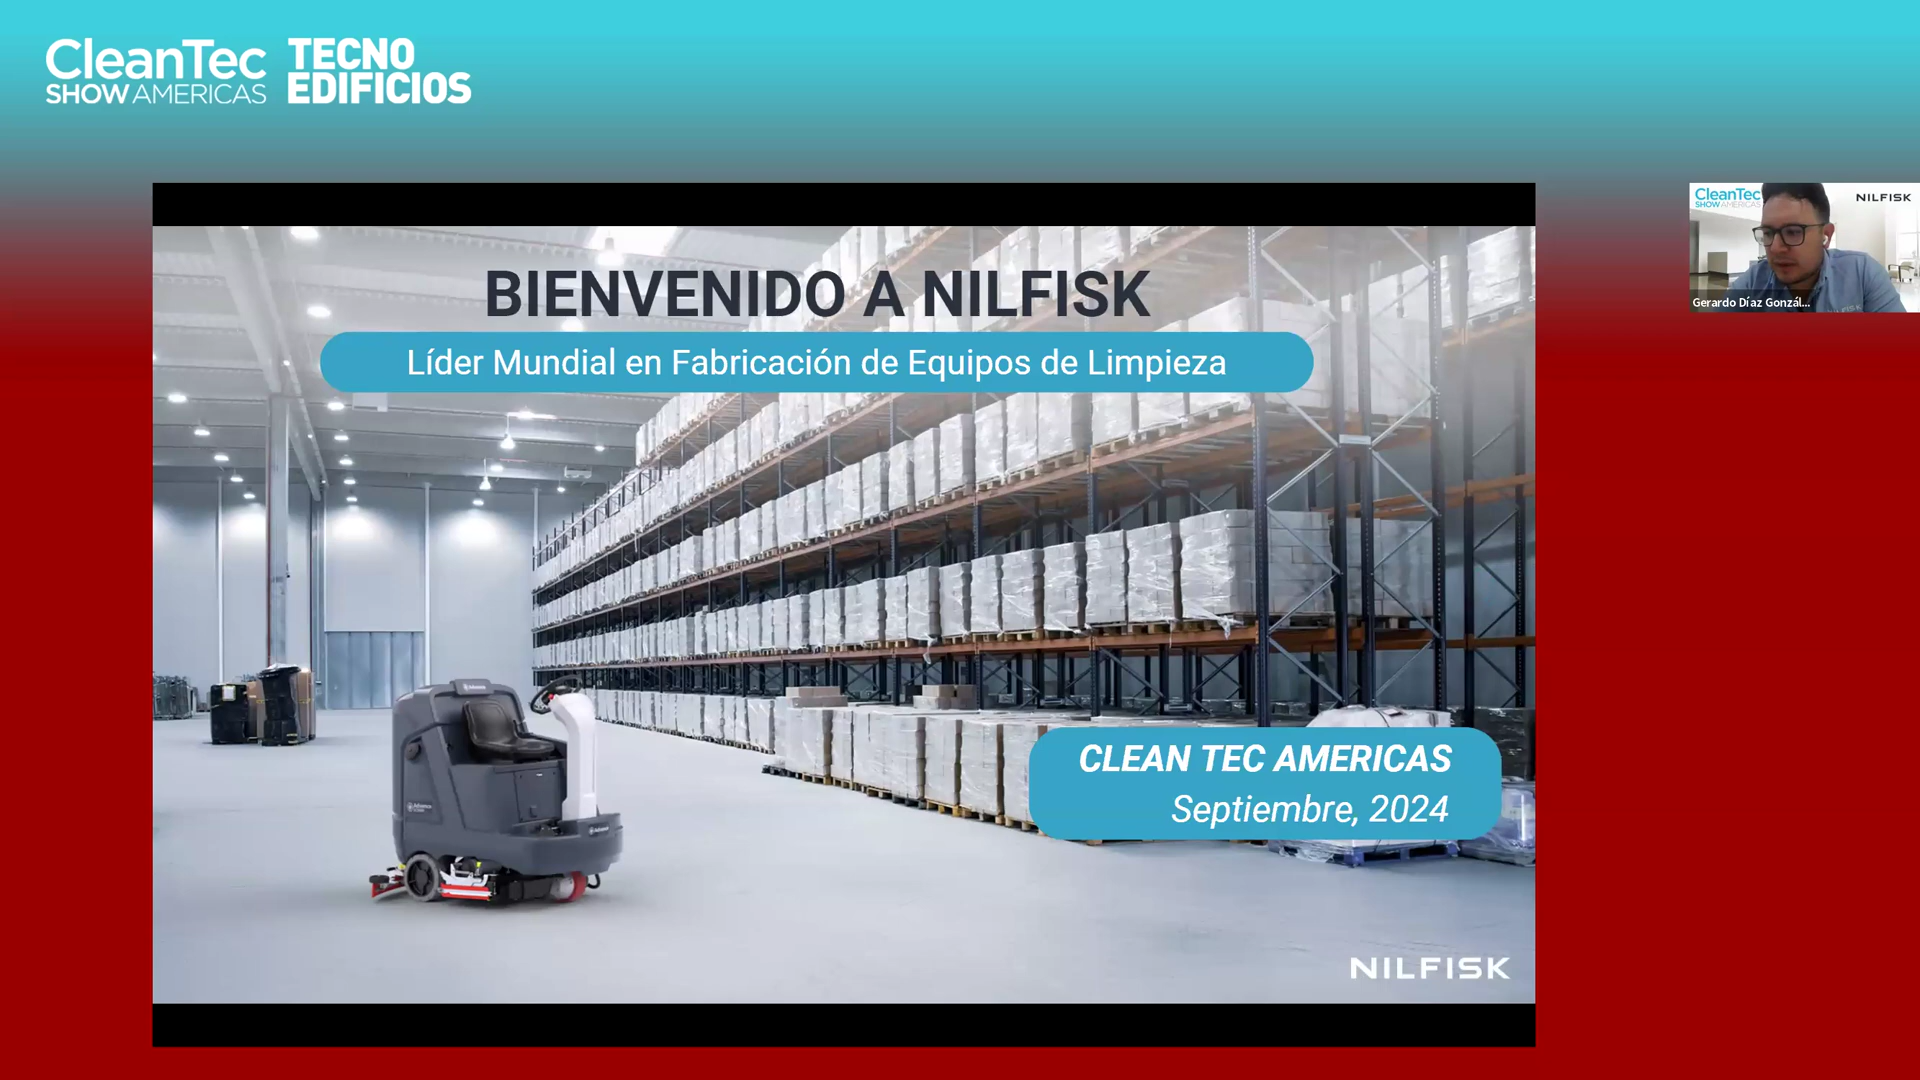 CleanTec
SHOW AMERICAS
TECNO
EDIFICIOS
BIENVENIDO A NILFISK
Líder Mundial en Fabricación de Equipos de Limpieza
CLEAN TEC AMERICAS
Septiembre, 2024
NILFISK
CleanTec
SHOW AMERICAS
NILFISK
Gerardo Díaz Gonzál...
Advance